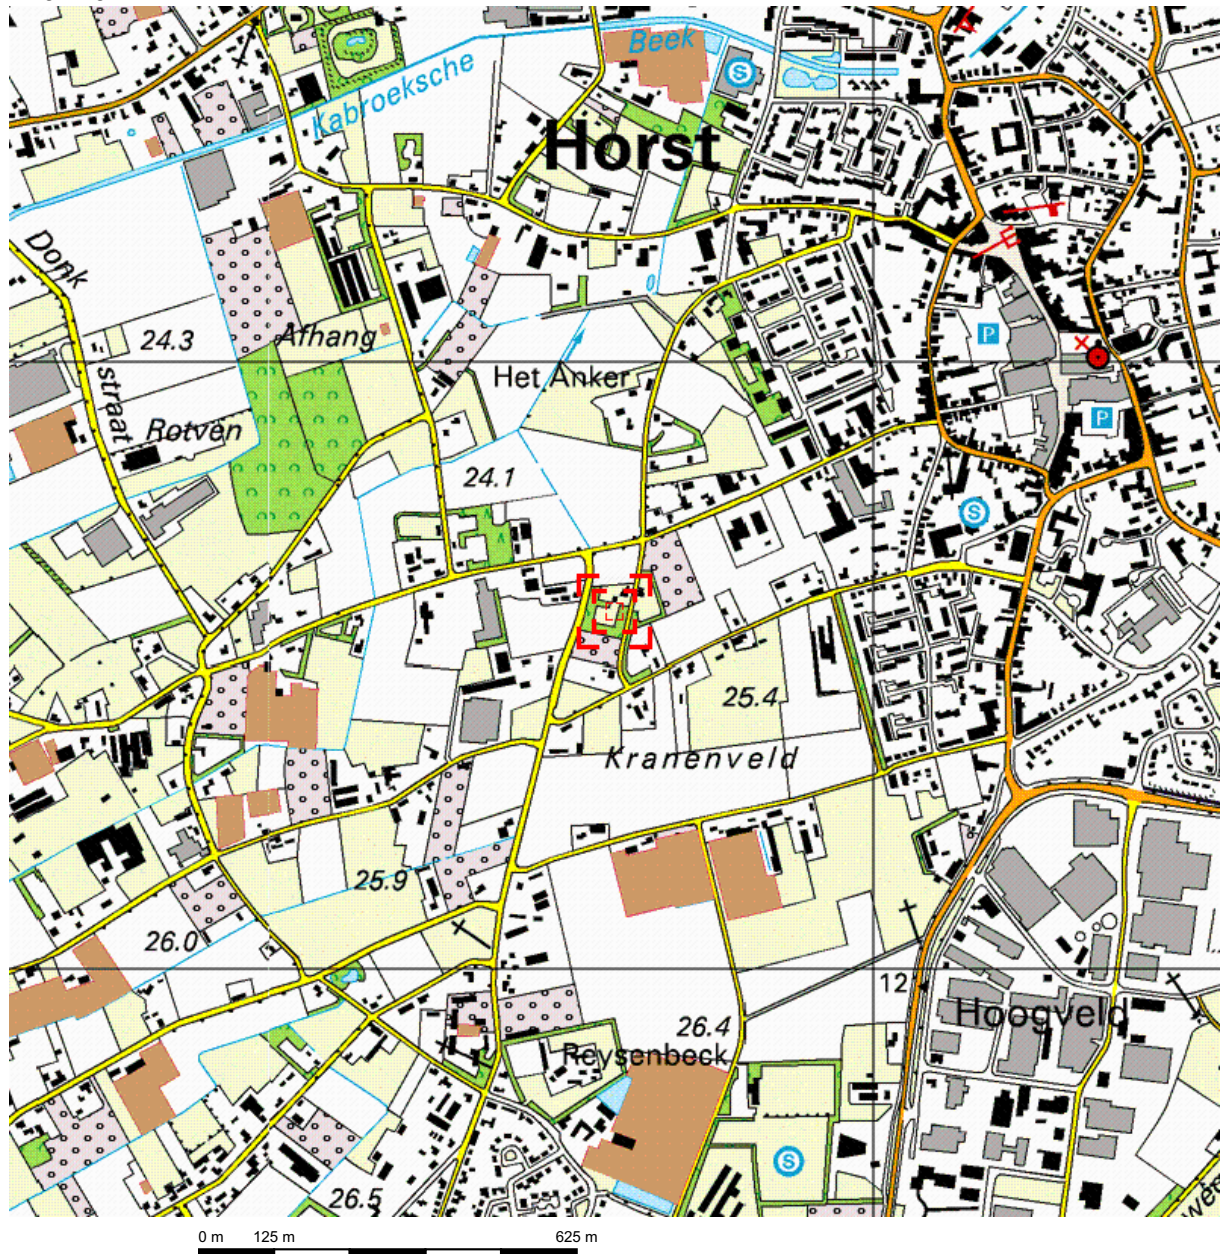 Beek
S
Kabroeksche
Horst
Donk
straat
24.3
Afhang
P
Het Anker
Rotven
P
24.1
S
25.4
Kranenveld
25.9
26.0
12
Hoogveld
26.4
Reysenbeck
S
26.5
0 m 125 m 625 m